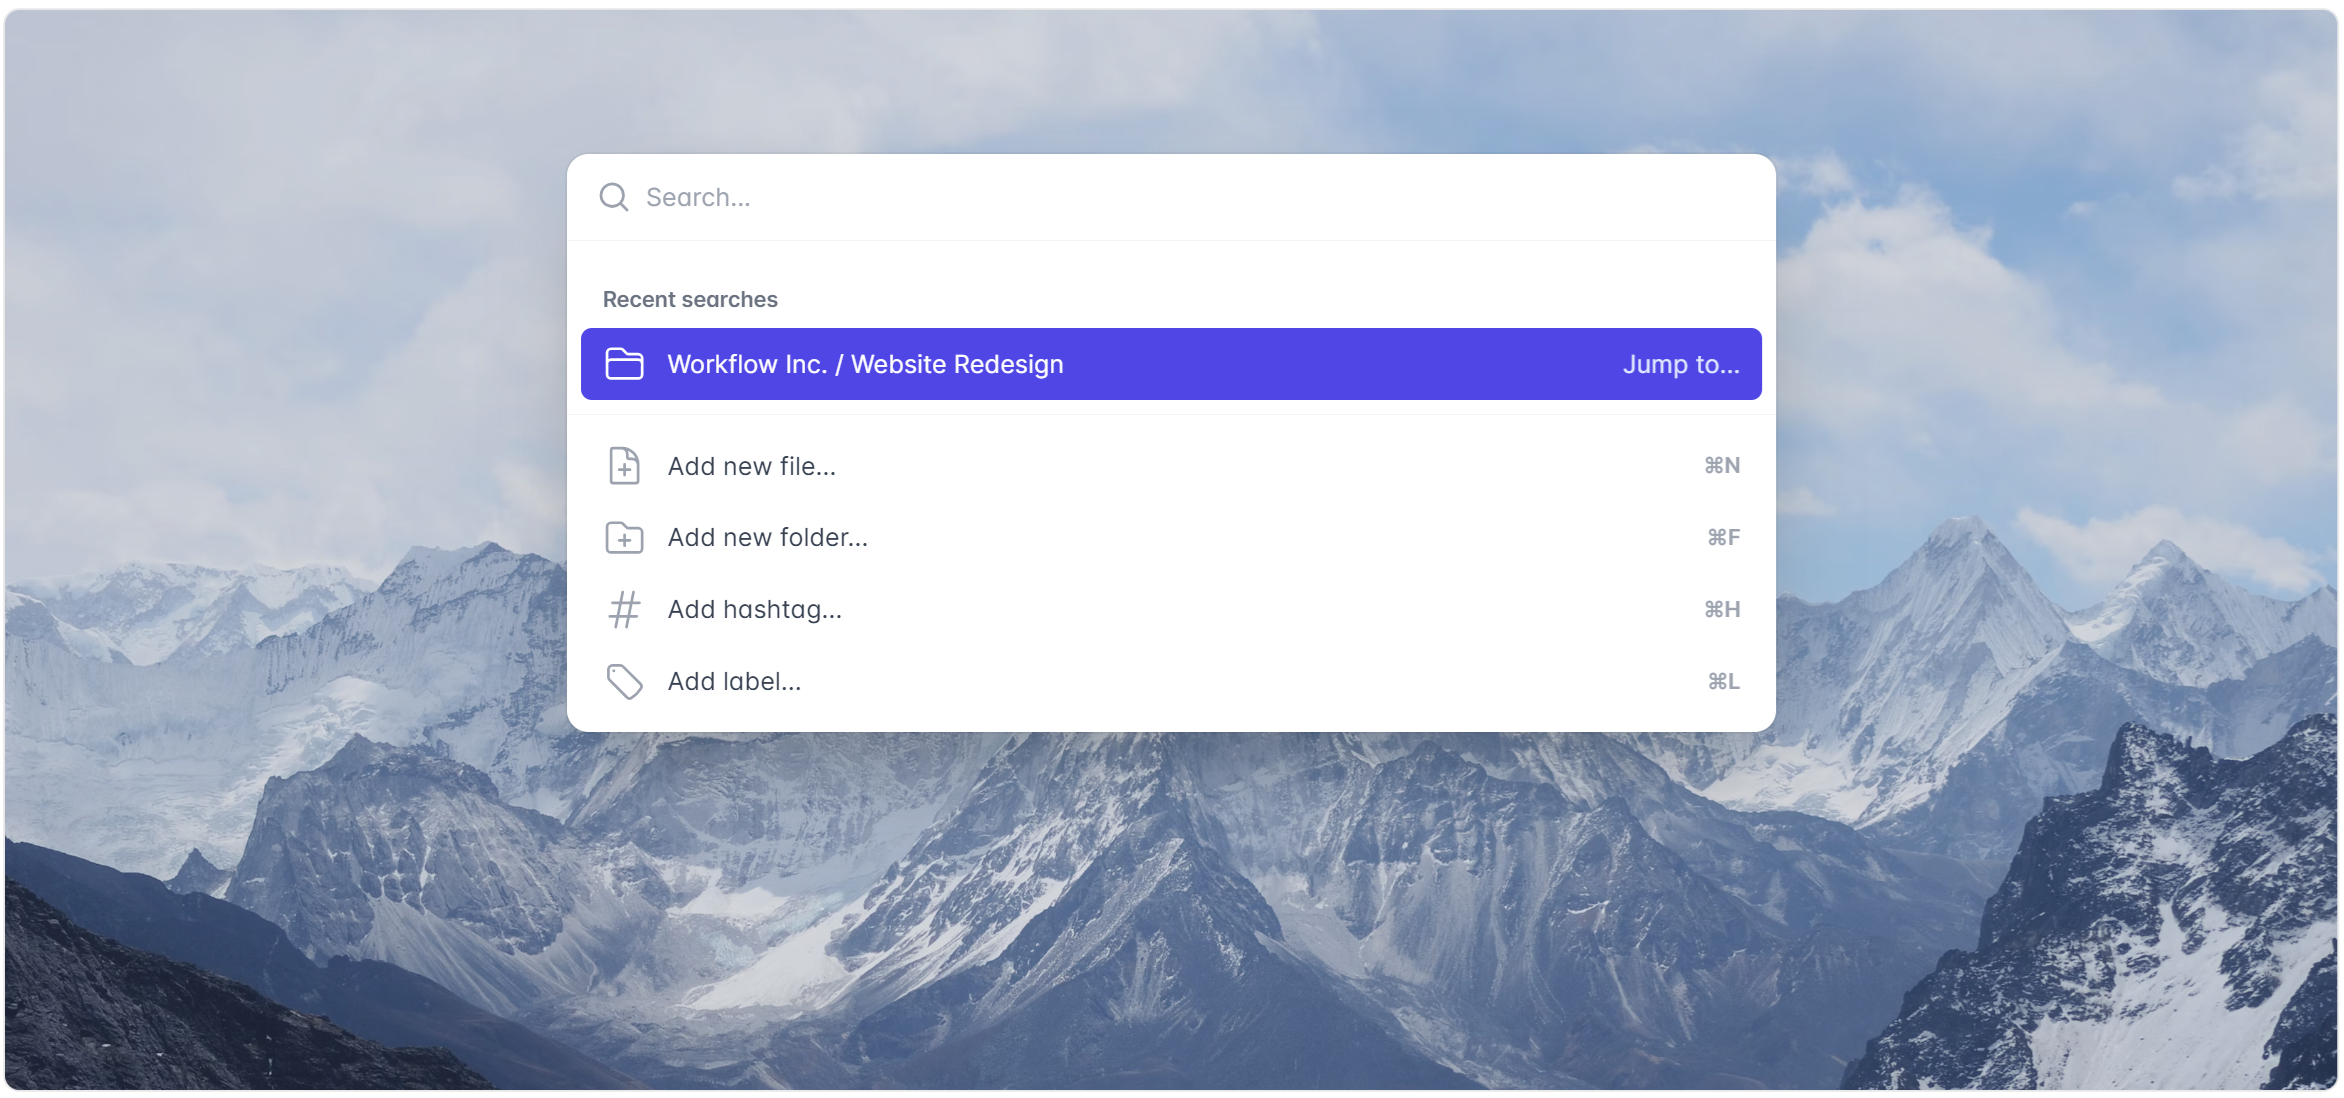 Search...
Recent searches
Workflow Inc. / Website Redesign Jump to...
Add new file... ⌘N
Add new folder... ⌘F
Add hashtag... ⌘H
Add label... ⌘L